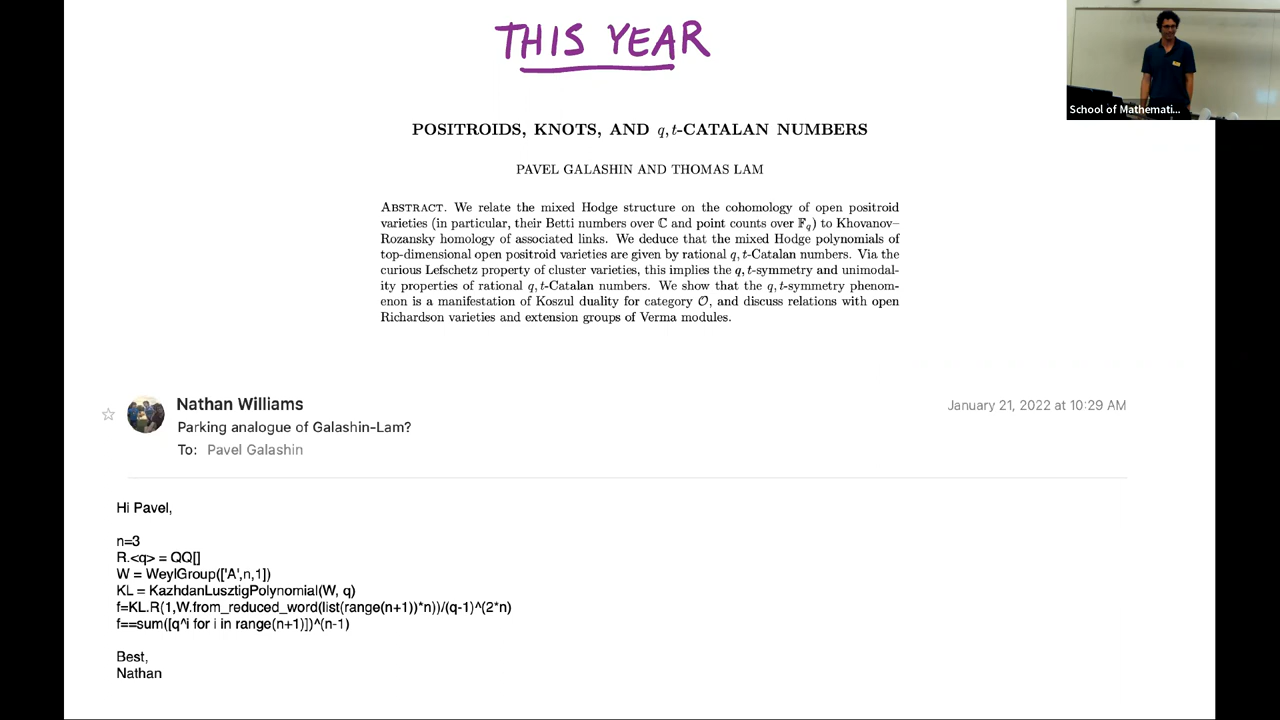 THIS YEAR
School of Mathemati...
POSITROIDS, KNOTS, AND q, t-CATALAN NUMBERS
PAVEL GALASHIN AND THOMAS LAM
ABSTRACT. We relate the mixed Hodge structure on the cohomology of open positroid
varieties (in particular, their Betti numbers over ℂ and point counts over 𝔽q) to Khovanov–
Rozansky homology of associated links. We deduce that the mixed Hodge polynomials of
top-dimensional open positroid varieties are given by rational q, t-Catalan numbers. Via the
curious Lefschetz property of cluster varieties, this implies the q, t-symmetry and unimodal-
ity properties of rational q, t-Catalan numbers. We show that the q, t-symmetry phenom-
enon is a manifestation of Koszul duality for category 𝒪, and discuss relations with open
Richardson varieties and extension groups of Verma modules.
Nathan Williams
January 21, 2022 at 10:29 AM
Parking analogue of Galashin-Lam?
To: Pavel Galashin
Hi Pavel,
n=3
R.<q> = QQ[]
W = WeylGroup(['A',n,1])
KL = KazhdanLusztigPolynomial(W, q)
f=KL.R(1,W.from_reduced_word(list(range(n+1))*n))/(q-1)^(2*n)
f==sum([q^i for i in range(n+1)])^(n-1)
Best,
Nathan